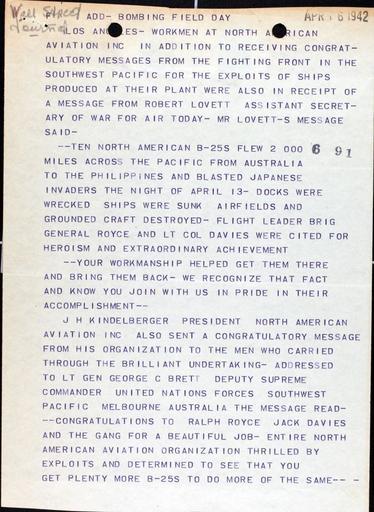 Wall Street
Journal
ADD- BOMBING FIELD DAY APR 16 1942
LOS ANGELES- WORKMEN AT NORTH AMERICAN
AVIATION INC IN ADDITION TO RECEIVING CONGRAT-
ULATORY MESSAGES FROM THE FIGHTING FRONT IN THE
SOUTHWEST PACIFIC FOR THE EXPLOITS OF SHIPS
PRODUCED AT THEIR PLANT WERE ALSO IN RECEIPT OF
A MESSAGE FROM ROBERT LOVETT ASSISTANT SECRET-
ARY OF WAR FOR AIR TODAY- MR LOVETT-S MESSAGE
SAID-
--TEN NORTH AMERICAN B-25S FLEW 2 000 6 91
MILES ACROSS THE PACIFIC FROM AUSTRALIA
TO THE PHILIPPINES AND BLASTED JAPANESE
INVADERS THE NIGHT OF APRIL 13- DOCKS WERE
WRECKED SHIPS WERE SUNK AIRFIELDS AND
GROUNDED CRAFT DESTROYED- FLIGHT LEADER BRIG
GENERAL ROYCE AND LT COL DAVIES WERE CITED FOR
HEROISM AND EXTRAORDINARY ACHIEVEMENT
--YOUR WORKMANSHIP HELPED GET THEM THERE
AND BRING THEM BACK- WE RECOGNIZE THAT FACT
AND KNOW YOU JOIN WITH US IN PRIDE IN THEIR
ACCOMPLISHMENT--
J H KINDELBERGER PRESIDENT NORTH AMERICAN
AVIATION INC ALSO SENT A CONGRATULATORY MESSAGE
FROM HIS ORGANIZATION TO THE MEN WHO CARRIED
THROUGH THE BRILLIANT UNDERTAKING- ADDRESSED
TO LT GEN GEORGE C BRETT DEPUTY SUPREME
COMMANDER UNITED NATIONS FORCES SOUTHWEST
PACIFIC MELBOURNE AUSTRALIA THE MESSAGE READ-
--CONGRATULATIONS TO RALPH ROYCE JACK DAVIES
AND THE GANG FOR A BEAUTIFUL JOB- ENTIRE NORTH
AMERICAN AVIATION ORGANIZATION THRILLED BY
EXPLOITS AND DETERMINED TO SEE THAT YOU
GET PLENTY MORE B-25S TO DO MORE OF THE SAME-- -